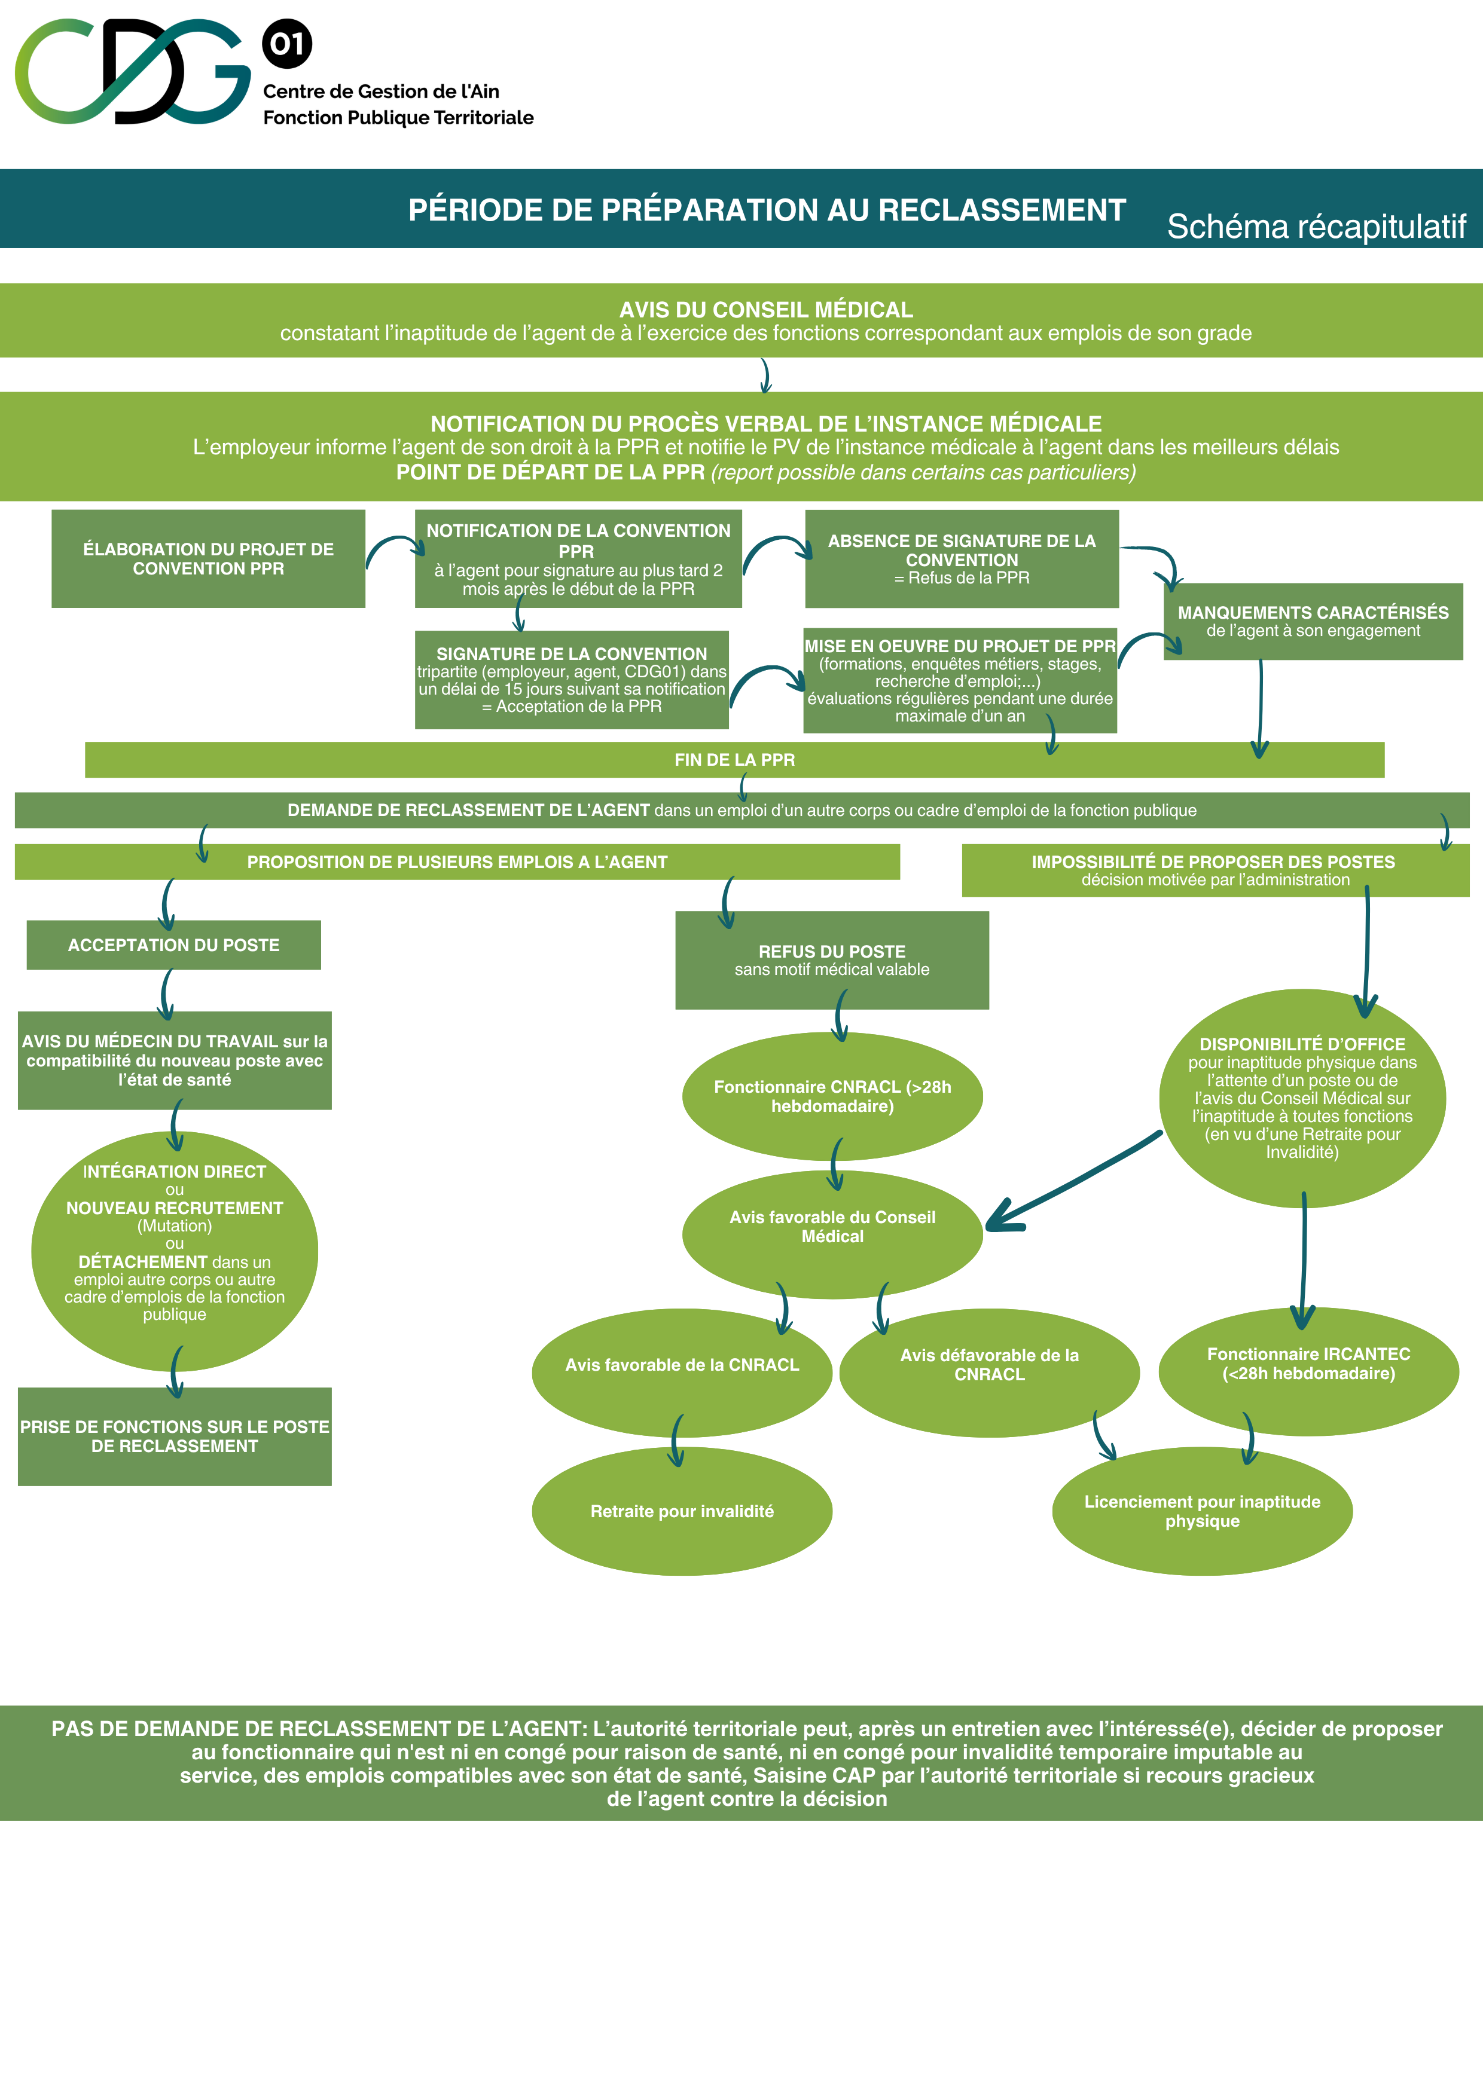 CDG
01
Centre de Gestion de l'Ain
Fonction Publique Territoriale
PÉRIODE DE PRÉPARATION AU RECLASSEMENT
Schéma récapitulatif
AVIS DU CONSEIL MÉDICAL
constatant l'inaptitude de l'agent de à l'exercice des fonctions correspondant aux emplois de son grade
NOTIFICATION DU PROCÈS VERBAL DE L'INSTANCE MÉDICALE
L'employeur informe l'agent de son droit à la PPR et notifie le PV de l'instance médicale à l'agent dans les meilleurs délais
POINT DE DÉPART DE LA PPR (report possible dans certains cas particuliers)
ÉLABORATION DU PROJET DE
CONVENTION PPR
NOTIFICATION DE LA CONVENTION
PPR
à l'agent pour signature au plus tard 2
mois après le début de la PPR
ABSENCE DE SIGNATURE DE LA
CONVENTION
= Refus de la PPR
MANQUEMENTS CARACTÉRISÉS
de l'agent à son engagement
SIGNATURE DE LA CONVENTION
tripartite (employeur, agent, CDG01) dans
un délai de 15 jours suivant sa notification
= Acceptation de la PPR
MISE EN OEUVRE DU PROJET DE PPR
(formations, enquêtes métiers, stages,
recherche d'emploi;...)
évaluations régulières pendant une durée
maximale d'un an
FIN DE LA PPR
DEMANDE DE RECLASSEMENT DE L'AGENT dans un emploi d'un autre corps ou cadre d'emploi de la fonction publique
PROPOSITION DE PLUSIEURS EMPLOIS A L'AGENT
IMPOSSIBILITÉ DE PROPOSER DES POSTES
décision motivée par l'administration
ACCEPTATION DU POSTE
REFUS DU POSTE
sans motif médical valable
AVIS DU MÉDECIN DU TRAVAIL sur la
compatibilité du nouveau poste avec
l'état de santé
Fonctionnaire CNRACL (>28h
hebdomadaire)
DISPONIBILITÉ D'OFFICE
pour inaptitude physique dans
l'attente d'un poste ou de
l'avis du Conseil Médical sur
l'inaptitude à toutes fonctions
(en vu d'une Retraite pour
Invalidité)
INTÉGRATION DIRECT
ou
NOUVEAU RECRUTEMENT
(Mutation)
ou
DÉTACHEMENT dans un
emploi autre corps ou autre
cadre d'emplois de la fonction
publique
Avis favorable du Conseil
Médical
Avis favorable de la CNRACL
Avis défavorable de la
CNRACL
Fonctionnaire IRCANTEC
(<28h hebdomadaire)
PRISE DE FONCTIONS SUR LE POSTE
DE RECLASSEMENT
Retraite pour invalidité
Licenciement pour inaptitude
physique
PAS DE DEMANDE DE RECLASSEMENT DE L'AGENT: L'autorité territoriale peut, après un entretien avec l'intéressé(e), décider de proposer
au fonctionnaire qui n'est ni en congé pour raison de santé, ni en congé pour invalidité temporaire imputable au
service, des emplois compatibles avec son état de santé, Saisine CAP par l'autorité territoriale si recours gracieux
de l'agent contre la décision